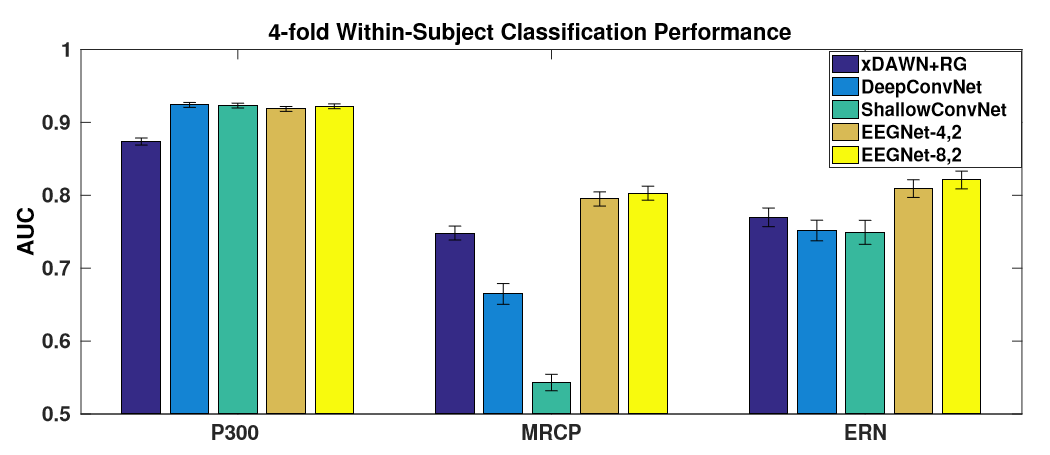 4-fold Within-Subject Classification Performance
1
0.9
0.8
0.7
0.6
0.5
AUC
xDAWN+RG
DeepConvNet
ShallowConvNet
EEGNet-4,2
EEGNet-8,2
P300 MRCP ERN